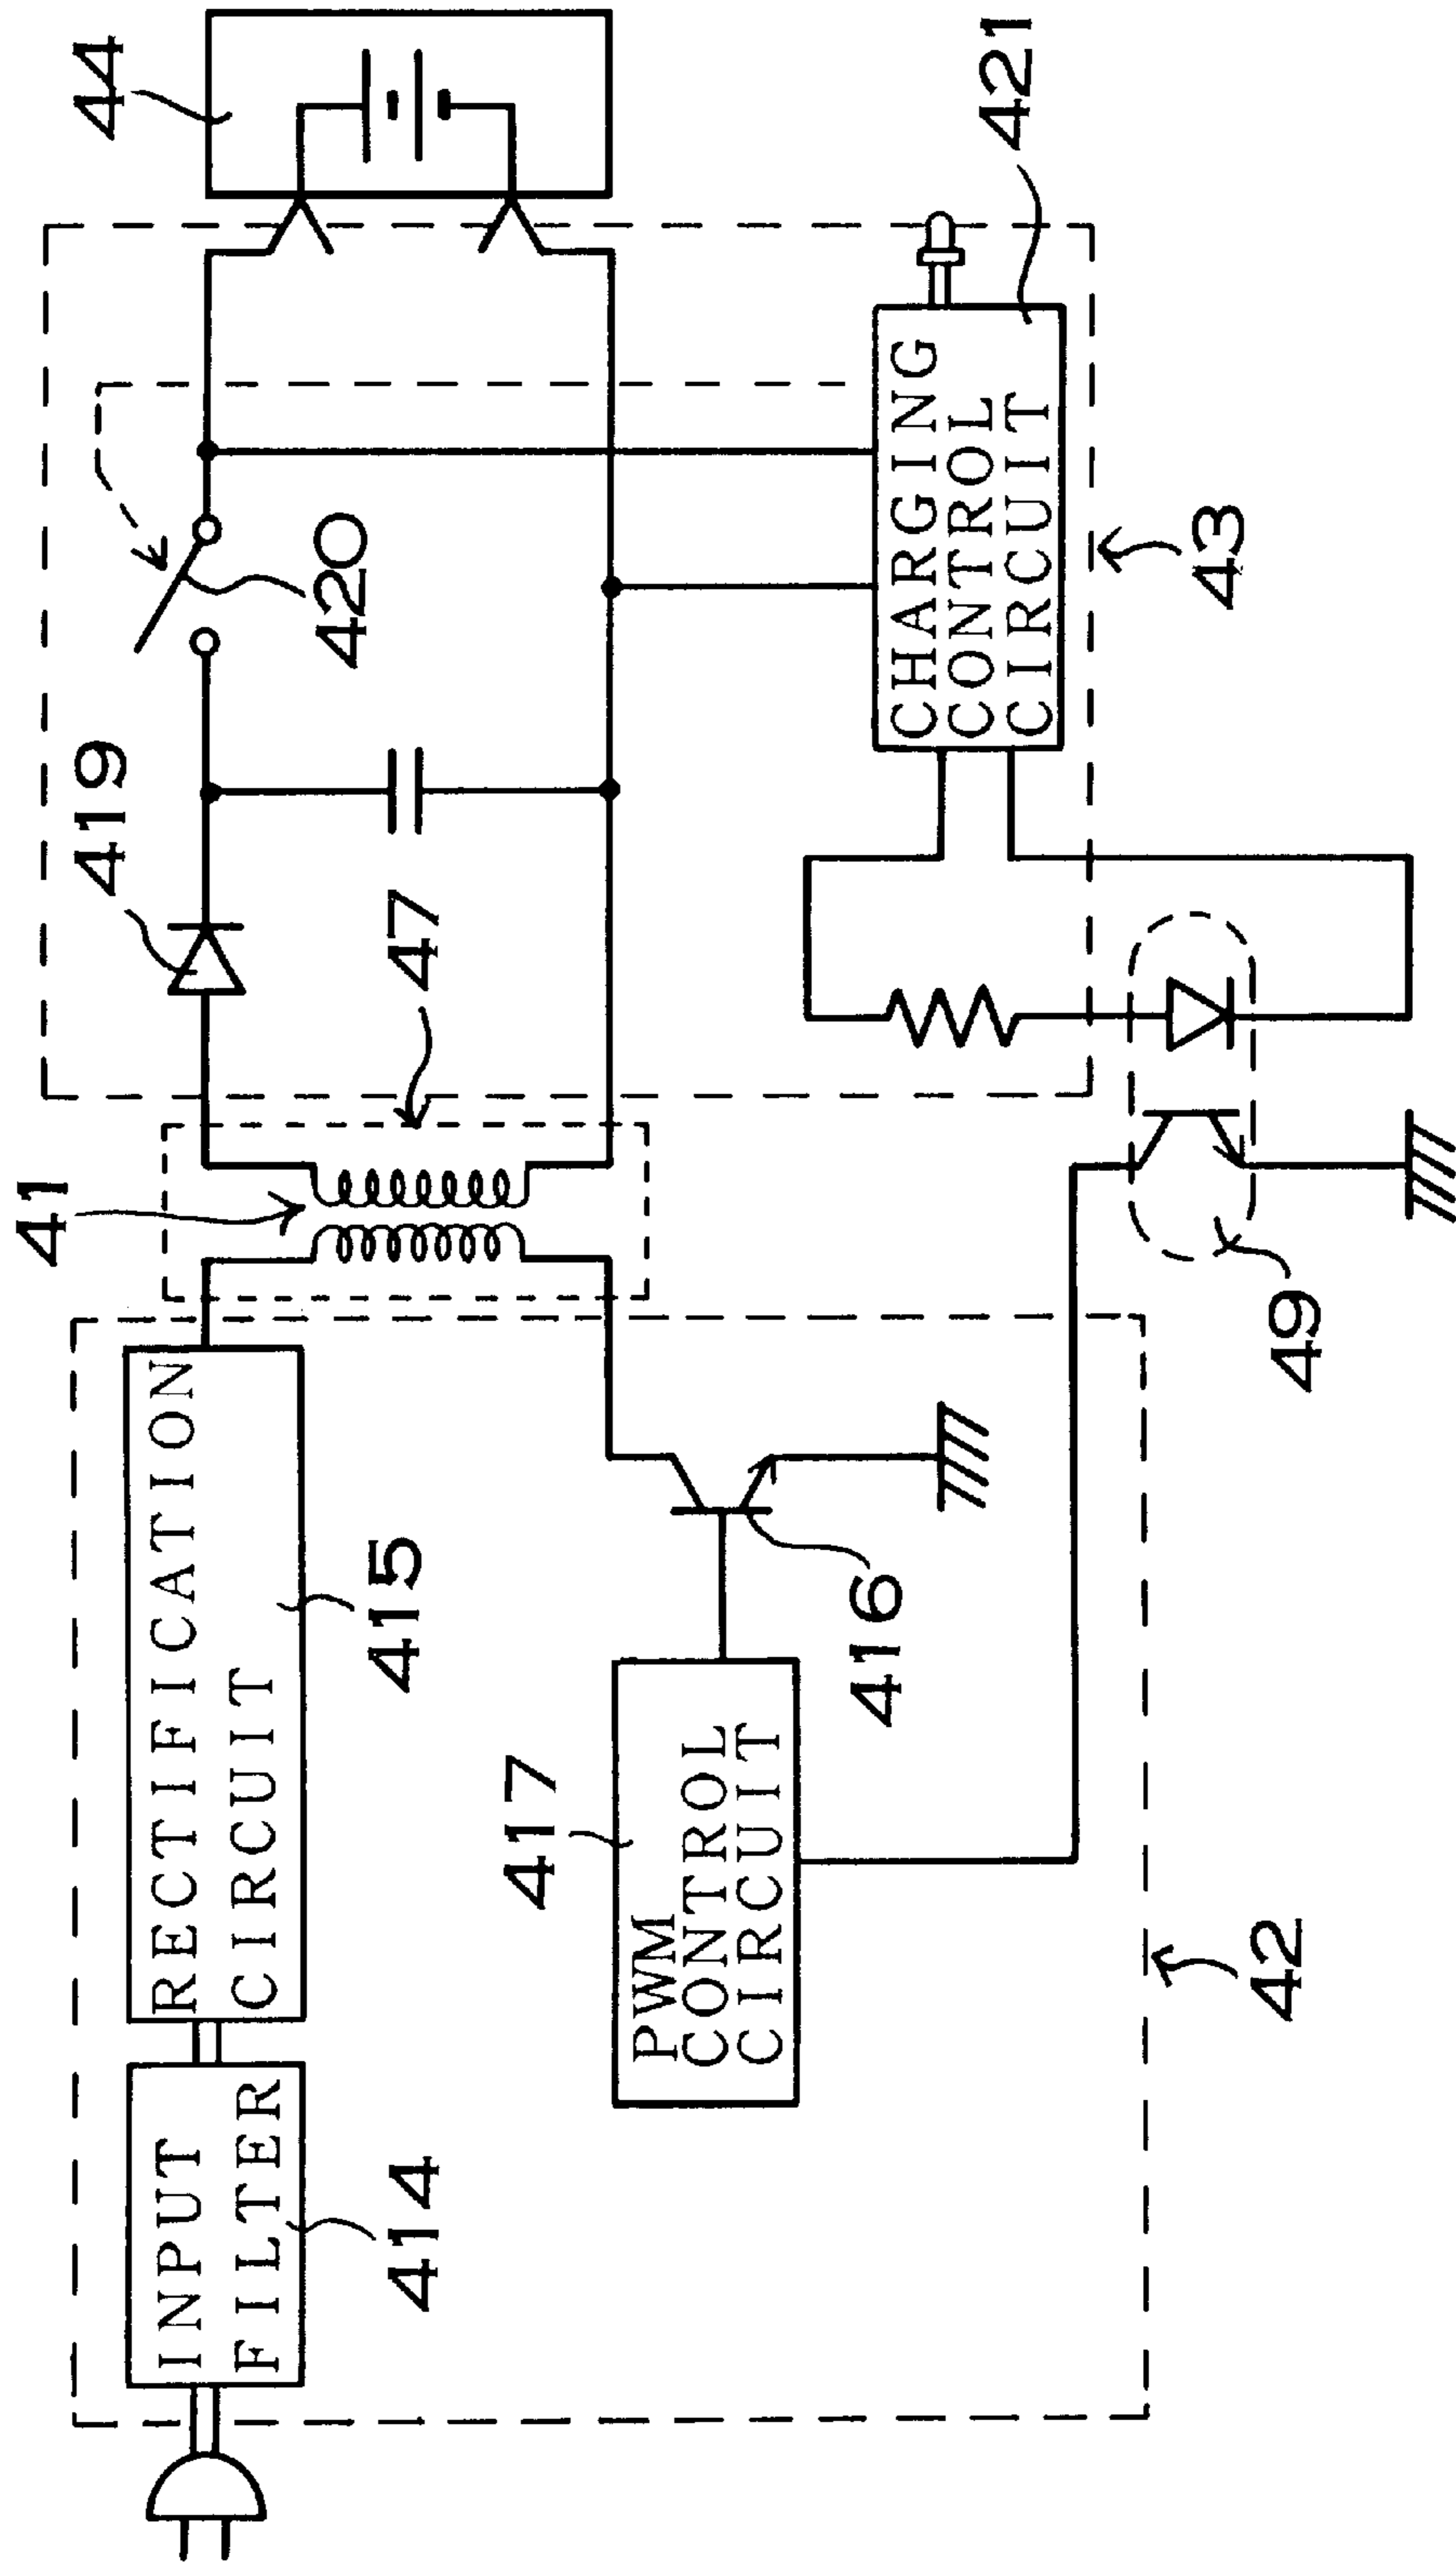 41
419
44
INPUT
FILTER
RECTIFICATION
CIRCUIT
414
415
47
420
417
PWM
CONTROL
CIRCUIT
416
CHARGING
CONTROL
CIRCUIT
421
42
49
43